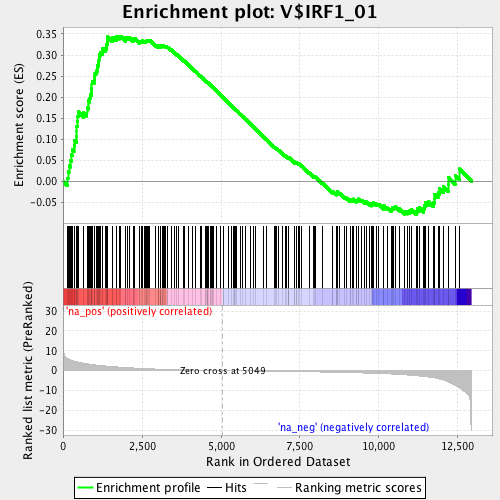 Enrichment plot: V$IRF1_01
Enrichment score (ES)
0.35
0.30
0.25
0.20
0.15
0.10
0.05
0.00
-0.05
'na_pos' (positively correlated)
Ranked list metric (PreRanked)
30
20
10
0
-10
-20
-30
Zero cross at 5049
'na_neg' (negatively correlated)
0 2,500 5,000 7,500 10,000 12,500
Rank in Ordered Dataset
Enrichment profile Hits Ranking metric scores